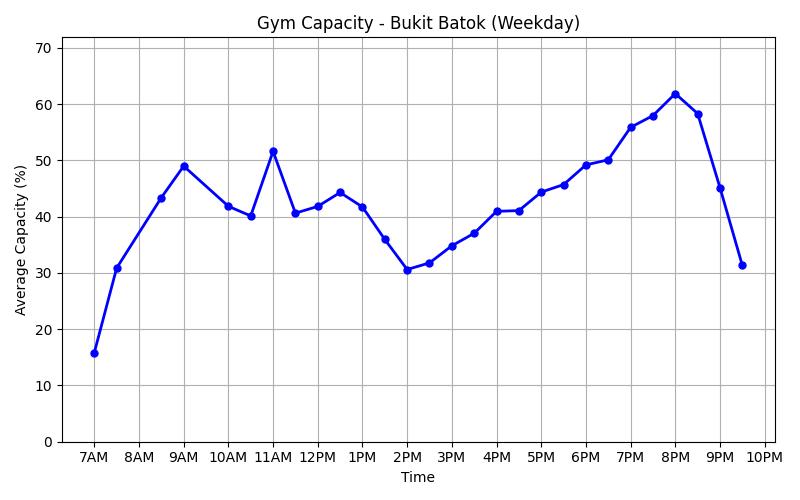 Gym Capacity - Bukit Batok (Weekday)
Average Capacity (%)
70
60
50
40
30
20
10
0
7AM 8AM 9AM 10AM 11AM 12PM 1PM 2PM 3PM 4PM 5PM 6PM 7PM 8PM 9PM 10PM
Time